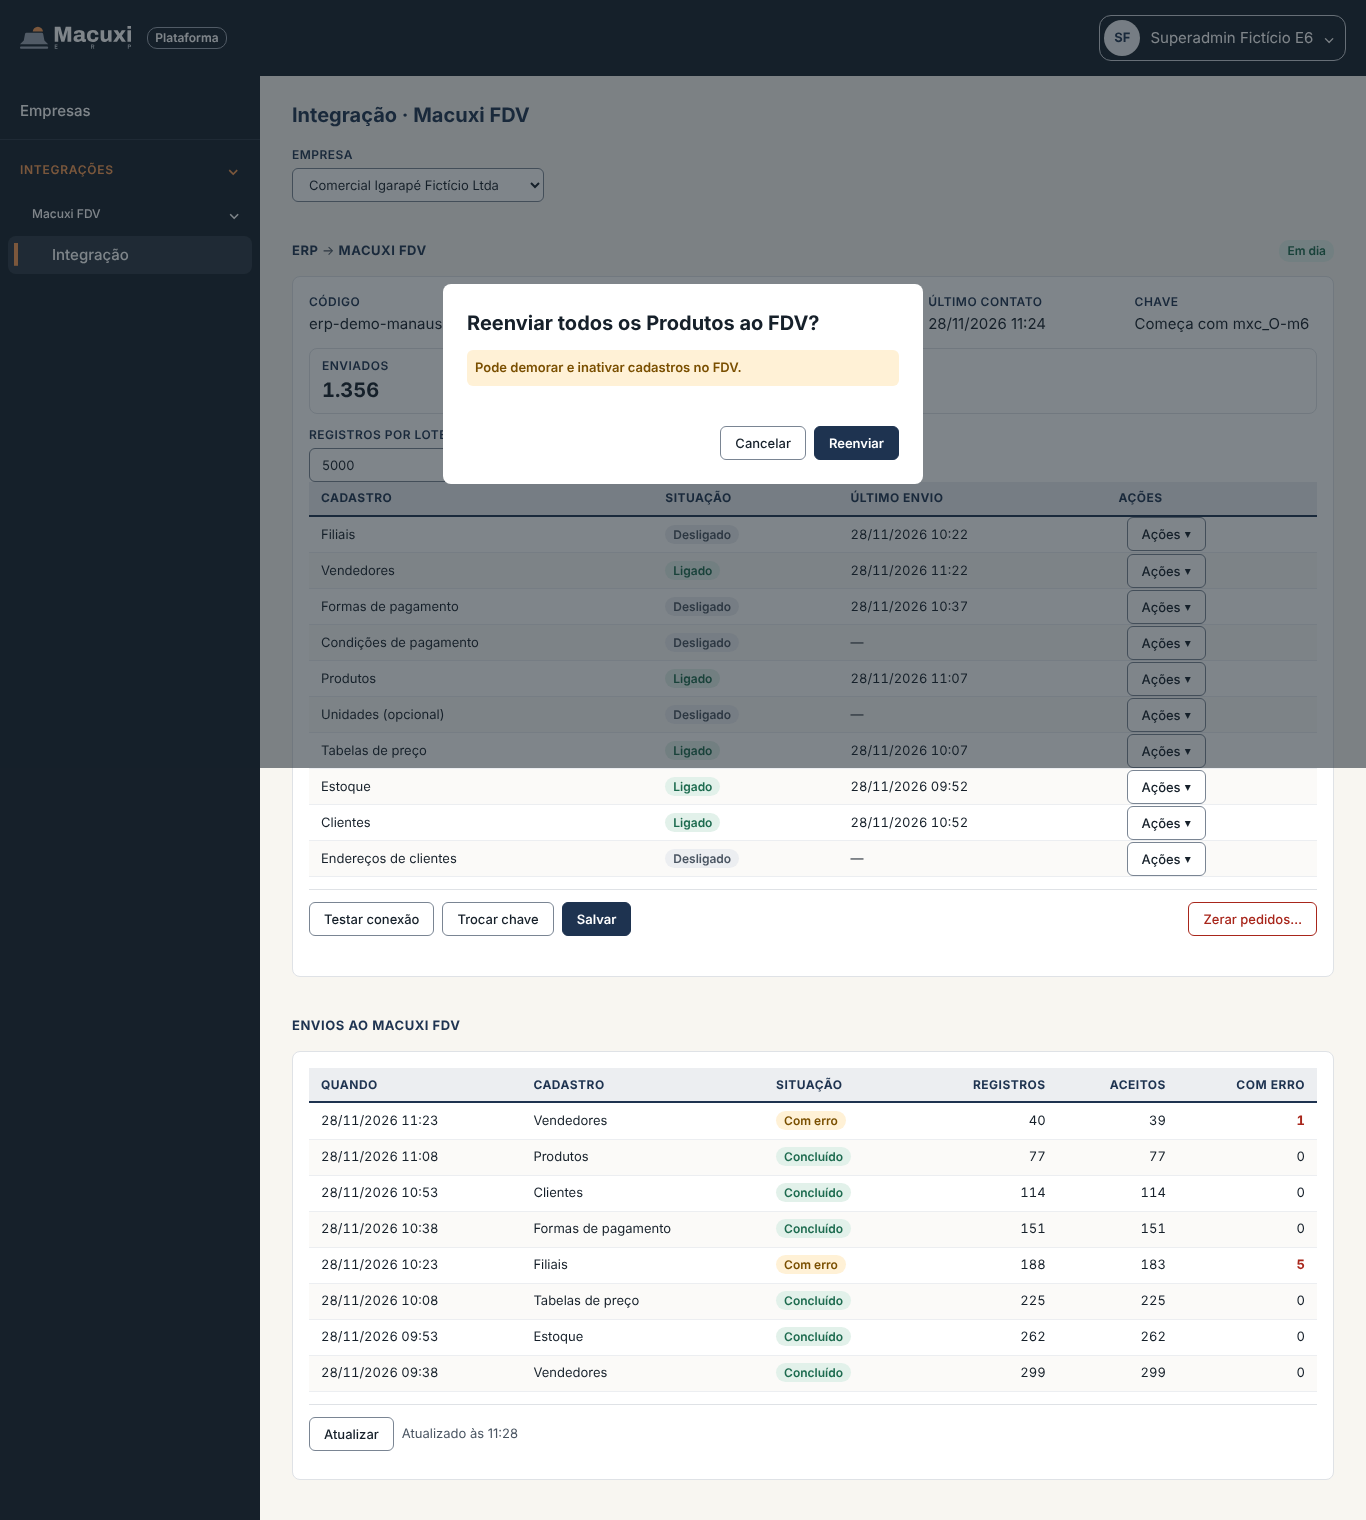 Macuxi
E R P
Plataforma
SF Superadmin Fictício E6
Empresas
INTEGRAÇÕES
Macuxi FDV
Integração
Integração · Macuxi FDV
EMPRESA
Comercial Igarapé Fictício Ltda
ERP → MACUXI FDV
Em dia
CÓDIGO
erp-demo-manaus
ÚLTIMO CONTATO
28/11/2026 11:24
CHAVE
Começa com mxc_O-m6
ENVIADOS
1.356
REGISTROS POR LOTE
5000
Reenviar todos os Produtos ao FDV?
Pode demorar e inativar cadastros no FDV.
Cancelar Reenviar
CADASTRO SITUAÇÃO ÚLTIMO ENVIO AÇÕES
Filiais Desligado 28/11/2026 10:22 Ações ▾
Vendedores Ligado 28/11/2026 11:22 Ações ▾
Formas de pagamento Desligado 28/11/2026 10:37 Ações ▾
Condições de pagamento Desligado — Ações ▾
Produtos Ligado 28/11/2026 11:07 Ações ▾
Unidades (opcional) Desligado — Ações ▾
Tabelas de preço Ligado 28/11/2026 10:07 Ações ▾
Estoque Ligado 28/11/2026 09:52 Ações ▾
Clientes Ligado 28/11/2026 10:52 Ações ▾
Endereços de clientes Desligado — Ações ▾
Testar conexão Trocar chave Salvar Zerar pedidos...
ENVIOS AO MACUXI FDV
QUANDO CADASTRO SITUAÇÃO REGISTROS ACEITOS COM ERRO
28/11/2026 11:23 Vendedores Com erro 40 39 1
28/11/2026 11:08 Produtos Concluído 77 77 0
28/11/2026 10:53 Clientes Concluído 114 114 0
28/11/2026 10:38 Formas de pagamento Concluído 151 151 0
28/11/2026 10:23 Filiais Com erro 188 183 5
28/11/2026 10:08 Tabelas de preço Concluído 225 225 0
28/11/2026 09:53 Estoque Concluído 262 262 0
28/11/2026 09:38 Vendedores Concluído 299 299 0
Atualizar Atualizado às 11:28